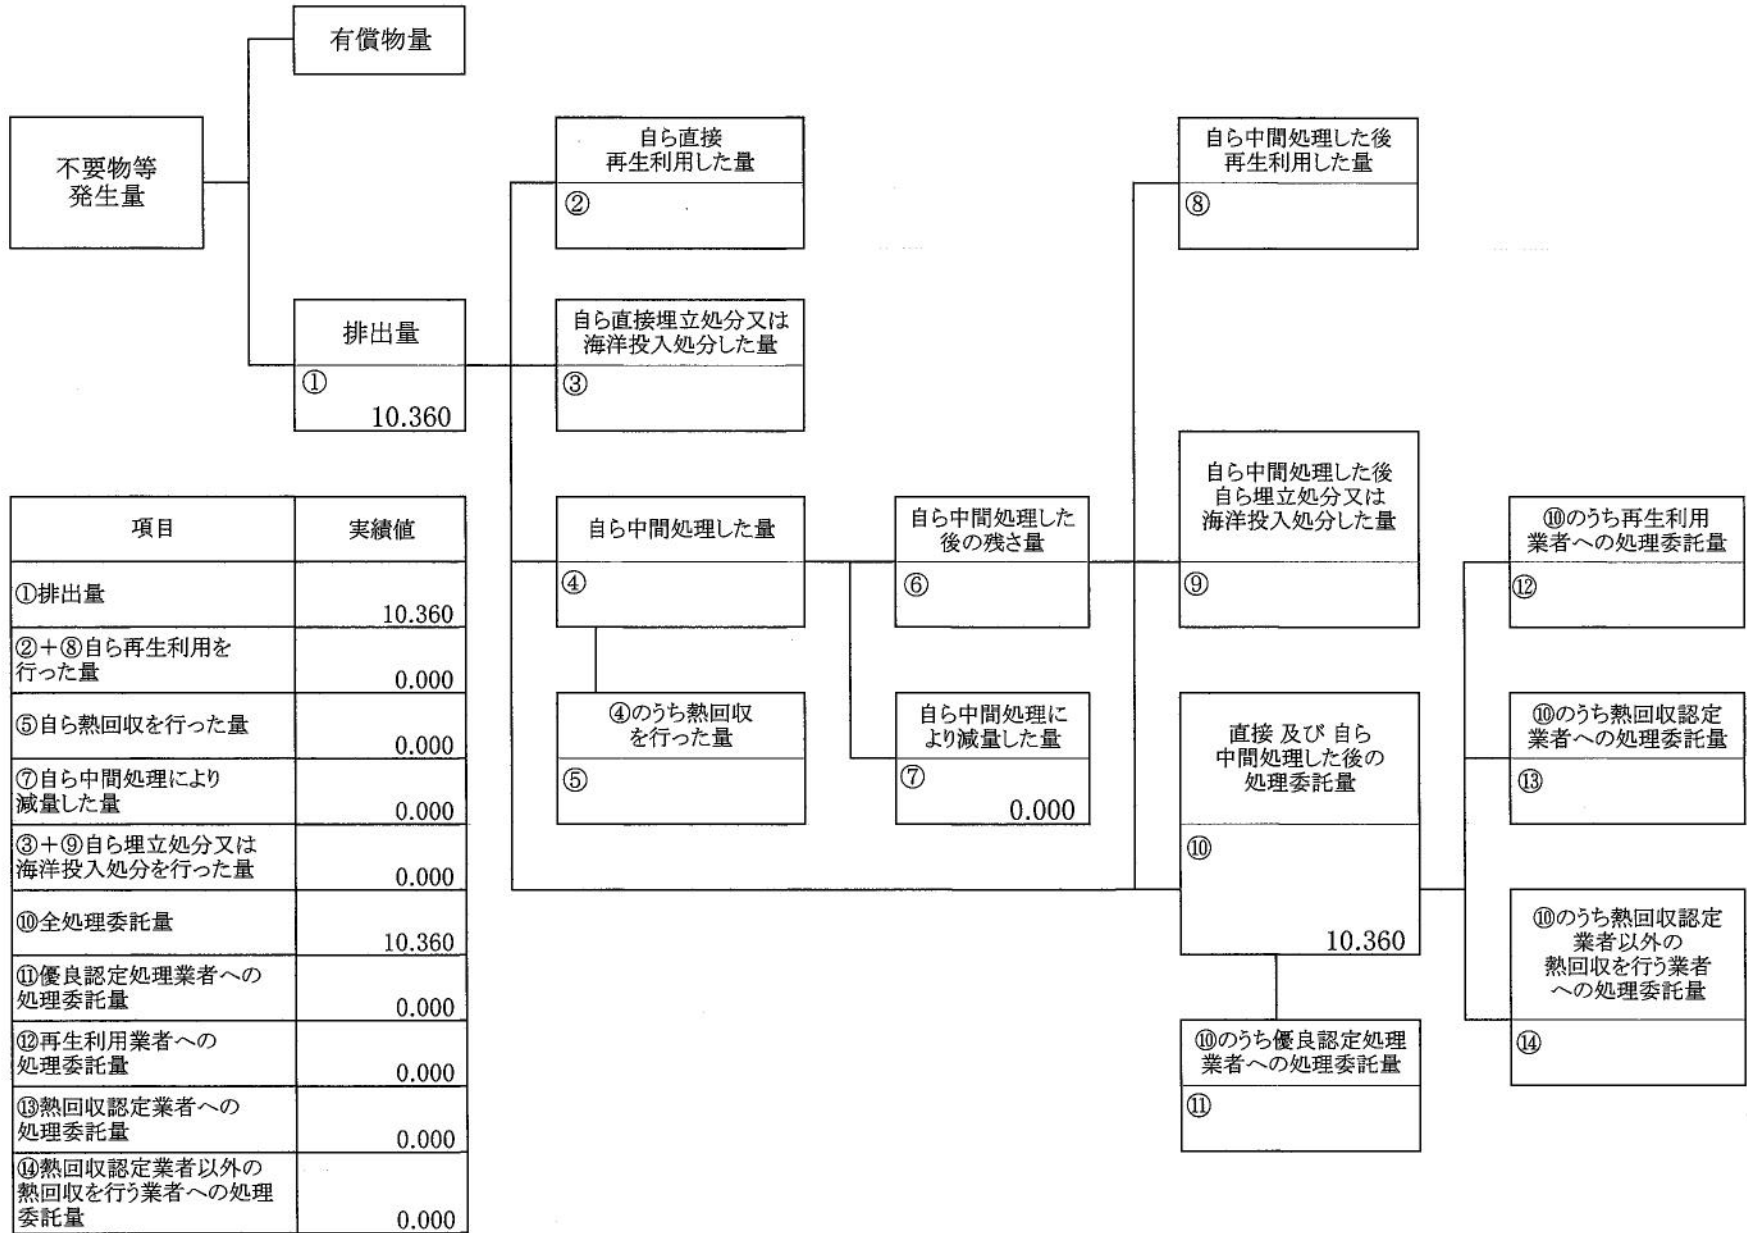 有償物量
不要物等
発生量
自ら直接
再生利用した量
②
自ら中間処理した後
再生利用した量
⑧
排出量
①
10.360
自ら直接埋立処分又は
海洋投入処分した量
③
自ら中間処理した量
④
自ら中間処理した
後の残さ量
⑥
自ら中間処理した後
自ら埋立処分又は
海洋投入処分した量
⑨
⑩のうち再生利用
業者への処理委託量
⑫
④のうち熱回収
を行った量
⑤
自ら中間処理に
より減量した量
⑦
0.000
直接 及び 自ら
中間処理した後の
処理委託量
⑩
10.360
⑩のうち熱回収認定
業者への処理委託量
⑬
⑩のうち熱回収認定
業者以外の
熱回収を行う業者
への処理委託量
⑭
⑩のうち優良認定処理
業者への処理委託量
⑪
項目 実績値
①排出量
10.360
②+⑧自ら再生利用を
行った量
0.000
⑤自ら熱回収を行った量
0.000
⑦自ら中間処理により
減量した量
0.000
③+⑨自ら埋立処分又は
海洋投入処分を行った量
0.000
⑩全処理委託量
10.360
⑪優良認定処理業者への
処理委託量
0.000
⑫再生利用業者への
処理委託量
0.000
⑬熱回収認定業者への
処理委託量
0.000
⑭熱回収認定業者以外の
熱回収を行う業者への処理
委託量
0.000